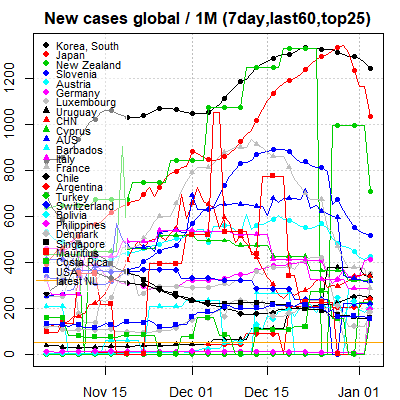 New cases global / 1M (7day,last60,top25)
Korea, South
Japan
New Zealand
Slovenia
Austria
Germany
Luxembourg
Uruguay
CHN
Cyprus
AUS
Barbados
Italy
France
Chile
Argentina
Turkey
Switzerland
Bolivia
Philippines
Denmark
Singapore
Mauritius
Costa Rica
USA
latest NL
0 200 400 600 800 1000 1200
Nov 15 Dec 01 Dec 15 Jan 01